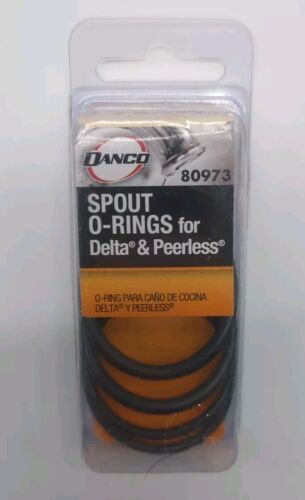 DANCO
80973
SPOUT
O-RINGS for
Delta® & Peerless®
O-RING PARA CAÑO DE COCINA
DELTA® Y PEERLESS®